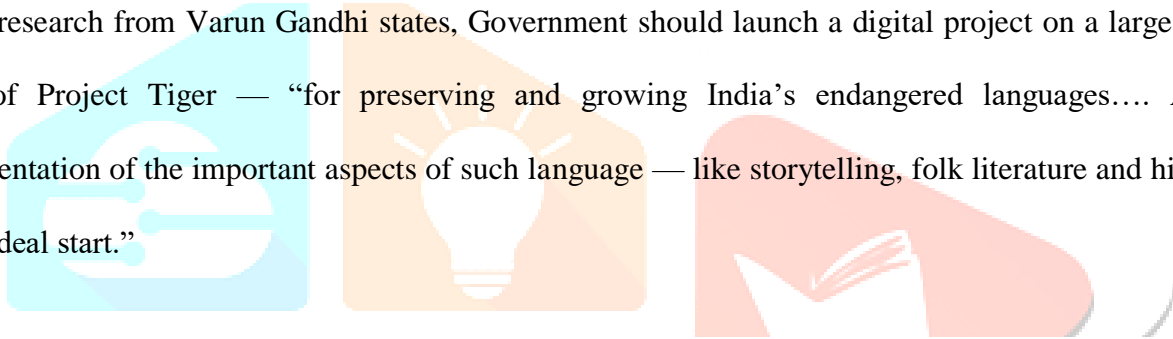 research from Varun Gandhi states, Government should launch a digital project on a large
of Project Tiger — “for preserving and growing India’s endangered languages….
entation of the important aspects of such language — like storytelling, folk literature and hi
deal start.”